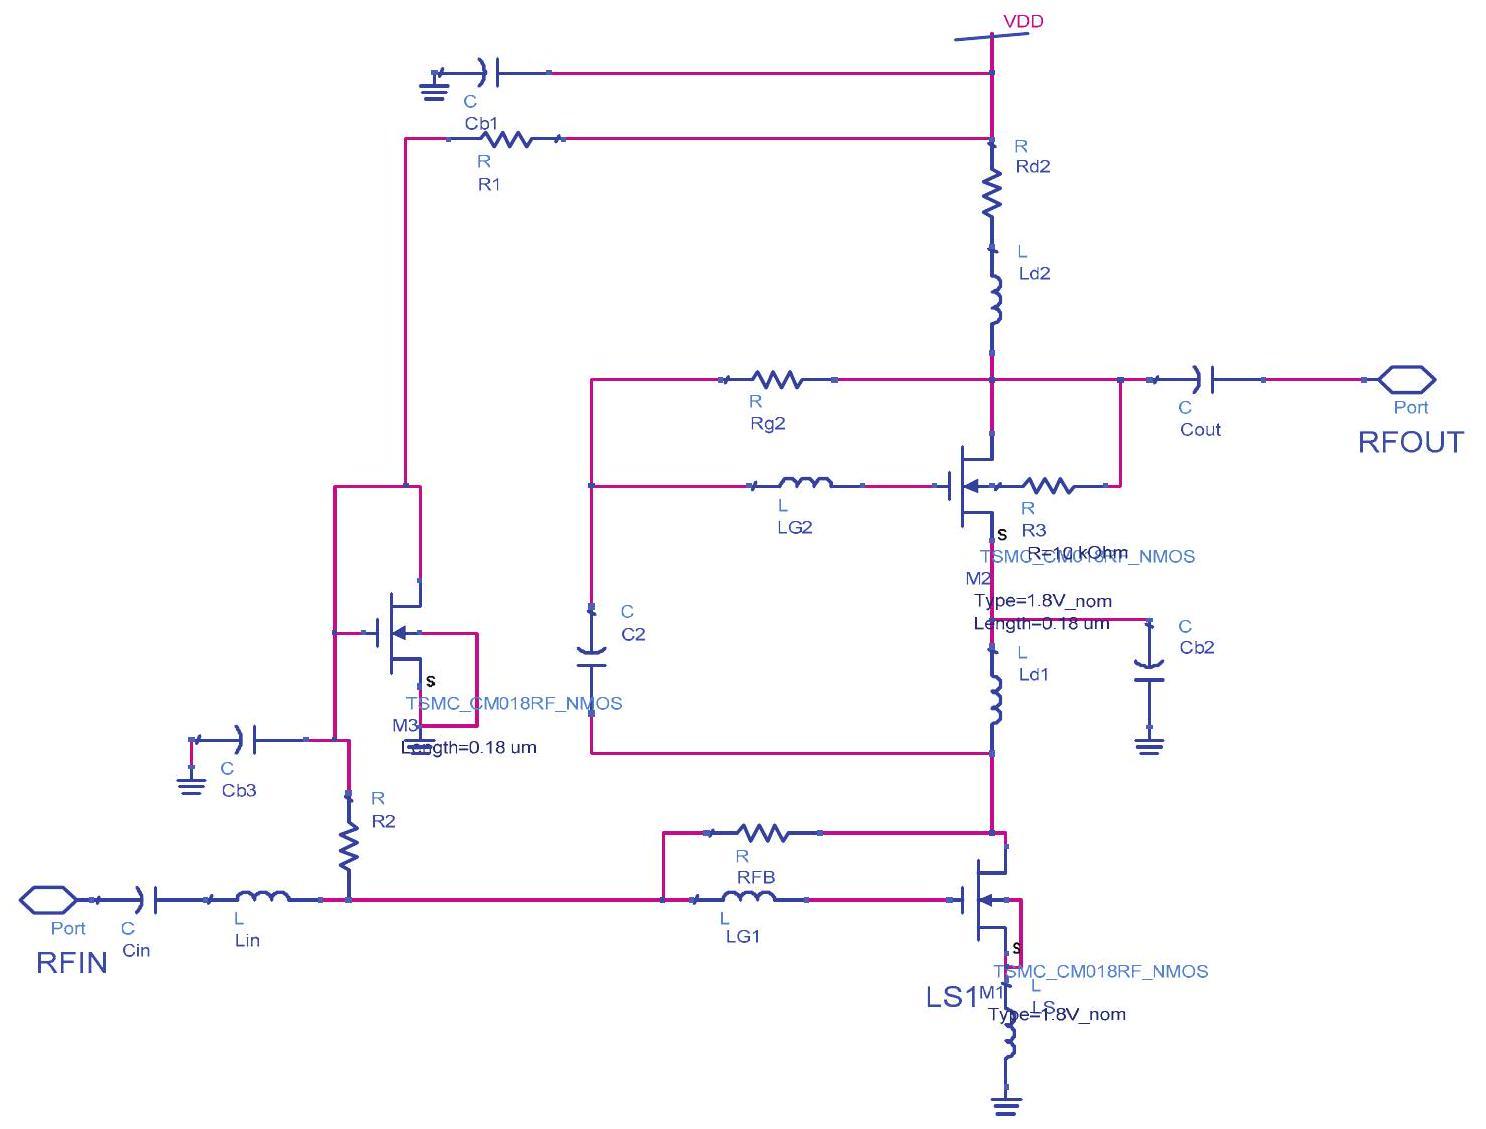 VDD
C
Cb1
R
R1
R
Rd2
L
Ld2
R
Rg2
C
Cout
Port
RFOUT
L
LG2
R
R3
R=10 kOhm
S
TSMC_CM018RF_NMOS
M2
Type=1.8V_nom
Length=0.18 um
C
C2
C
Cb2
L
Ld1
S
TSMC_CM018RF_NMOS
M3
Length=0.18 um
C
Cb3
R
R2
R
RFB
Port
RFIN
C
Cin
L
Lin
L
LG1
S
TSMC_CM018RF_NMOS
M1
Type=1.8V_nom
LS1
L
LS